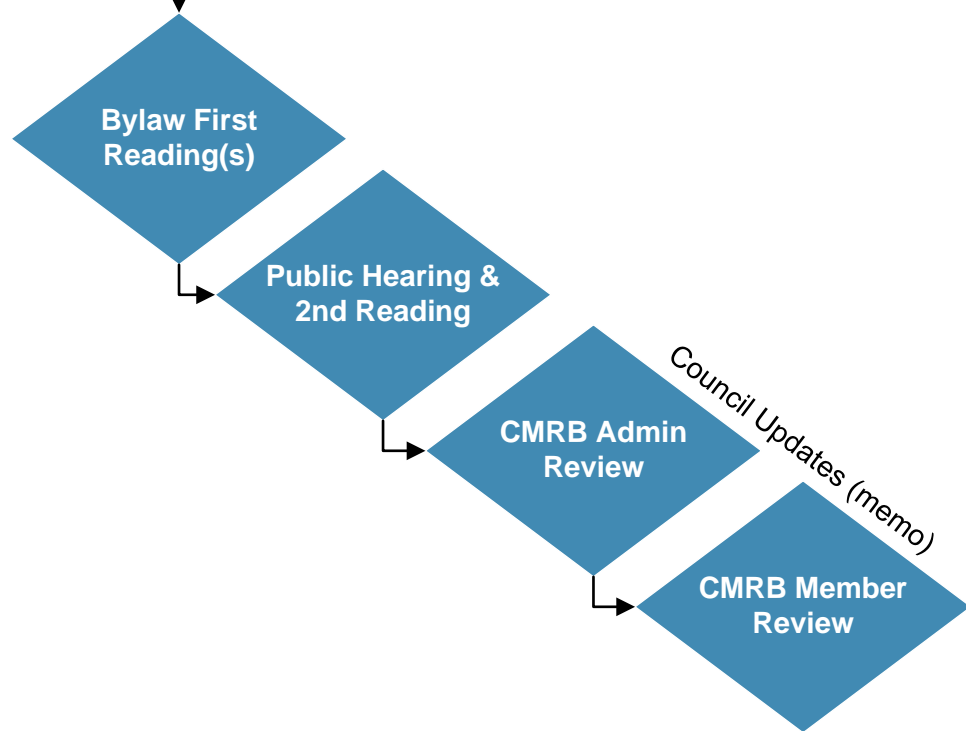 Bylaw First
Reading(s)
Public Hearing &
2nd Reading
CMRB Admin
Review
Council Updates (memo)
CMRB Member
Review